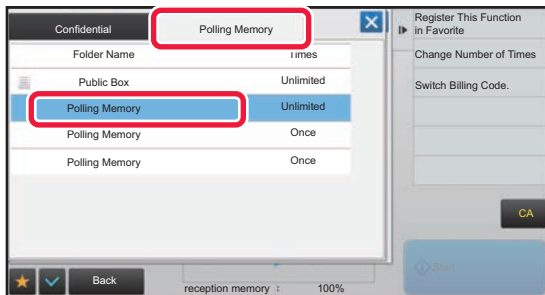 Confidential
Polling Memory
Folder Name
Times
Public Box
Unlimited
Polling Memory
Unlimited
Polling Memory
Once
Polling Memory
Once
Back
reception memory : 100%
Register This Function
in Favorite
Change Number of Times
Switch Billing Code.
CA
Start